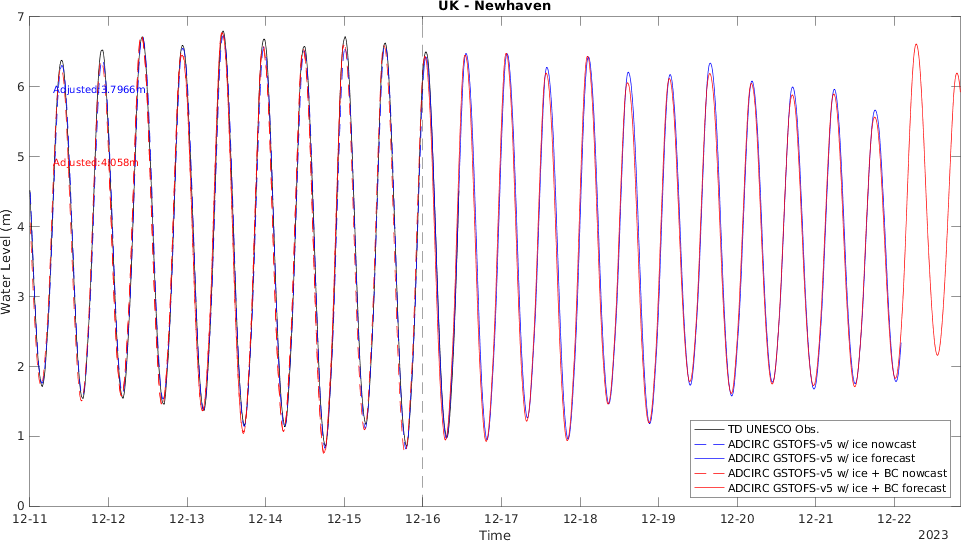 UK - Newhaven
7
6
5
4
3
2
1
0
Water Level (m)
Adjusted:3.7966m
Adjusted:4.058m
TD UNESCO Obs.
ADCIRC GSTOFS-v5 w/ ice nowcast
ADCIRC GSTOFS-v5 w/ ice forecast
ADCIRC GSTOFS-v5 w/ ice + BC nowcast
ADCIRC GSTOFS-v5 w/ ice + BC forecast
12-11 12-12 12-13 12-14 12-15 12-16 12-17 12-18 12-19 12-20 12-21 12-22
Time
2023